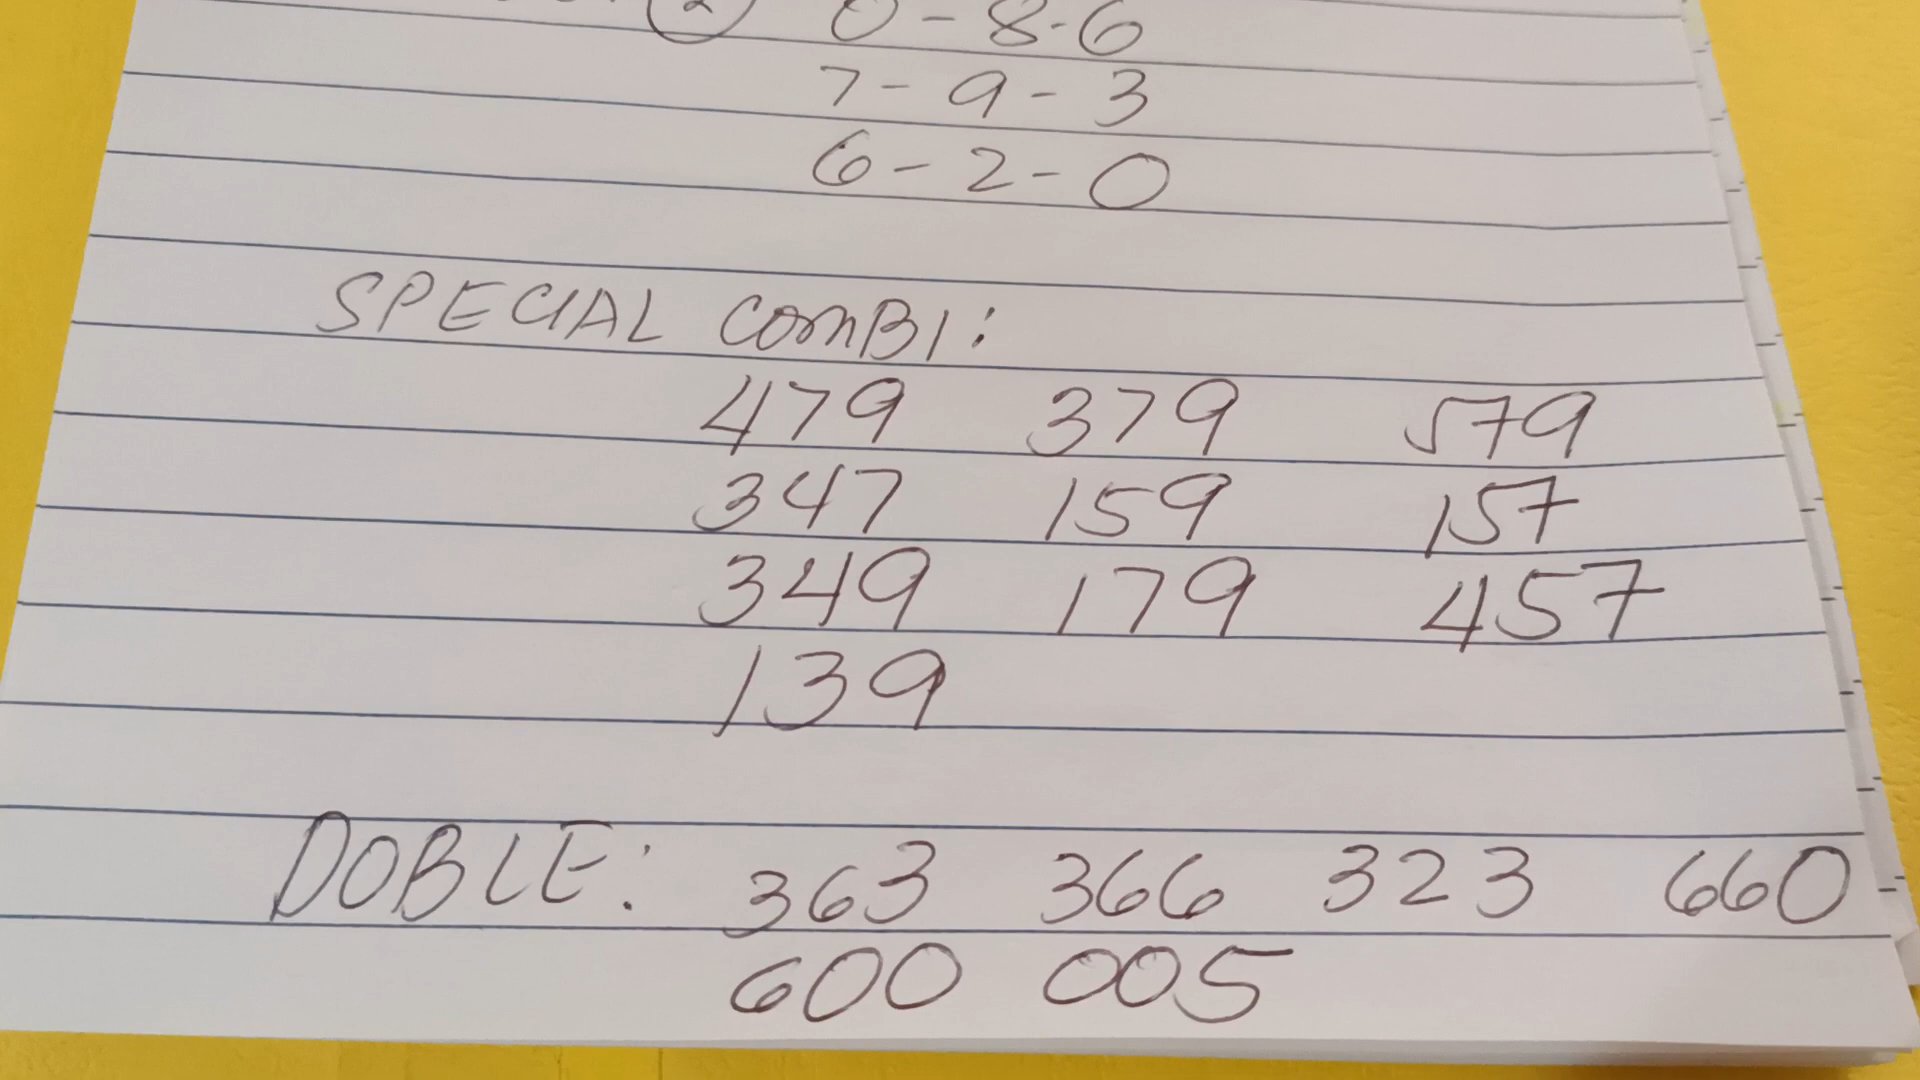 2 0-8-6
7-9-3
6-2-0
SPECIAL COMBI:
479 379 579
347 159 157
349 179 457
139
DOBLE: 363 366 323 660
600 005